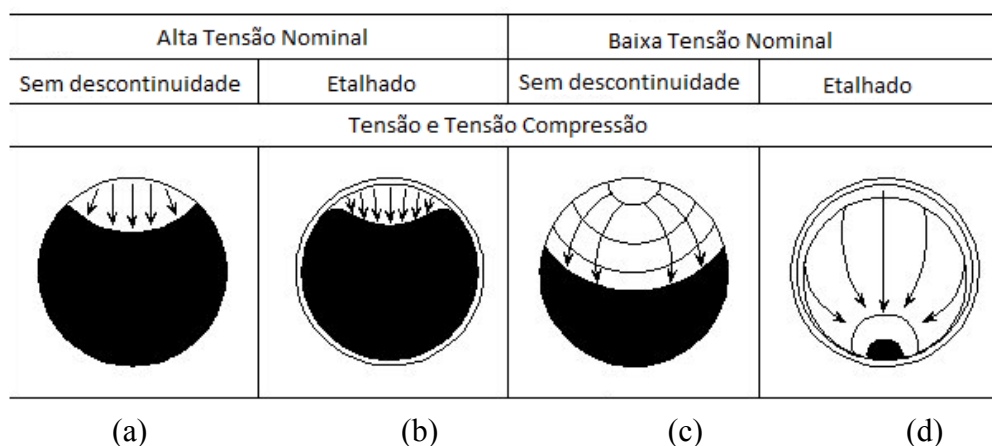 Alta Tensão Nominal Baixa Tensão Nominal
Sem descontinuidade Etalhado Sem descontinuidade Etalhado
Tensão e Tensão Compressão
(a) (b) (c) (d)